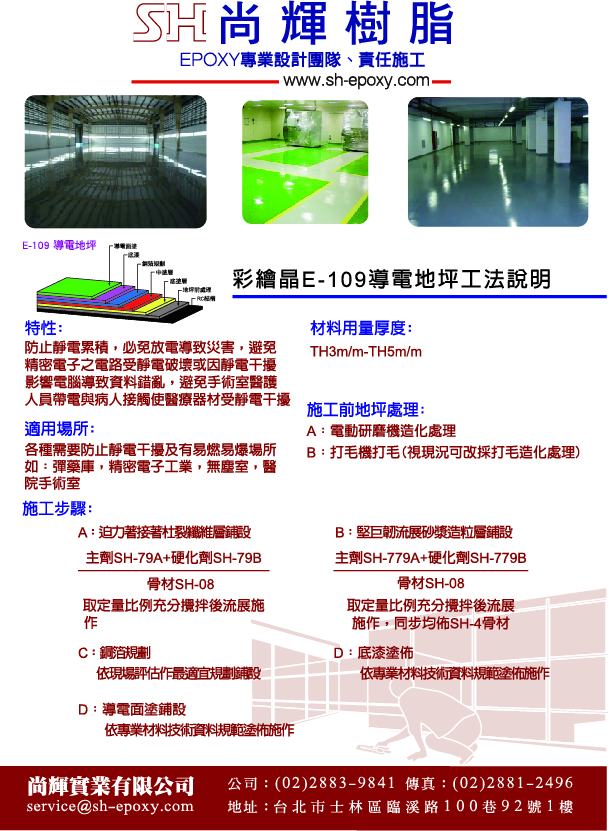 SH 尚輝樹脂
EPOXY專業設計團隊、責任施工
www.sh-epoxy.com
E-109 導電地坪
導電面塗
底漆
銅箔規劃
中塗層
底塗層
地坪前處理
RC結構
彩繪晶E-109導電地坪工法說明
特性:
防止靜電累積,必免放電導致災害,避免
精密電子之電路受靜電破壞或因靜電干擾
影響電腦導致資料錯亂,避免手術室醫護
人員帶電與病人接觸使醫療器材受靜電干擾
適用場所:
各種需要防止靜電干擾及有易燃易爆場所
如:彈藥庫,精密電子工業,無塵室,醫
院手術室
材料用量厚度:
TH3m/m-TH5m/m
施工前地坪處理:
A:電動研磨機造化處理
B:打毛機打毛(視現況可改採打毛造化處理)
施工步驟:
A:迫力著接著杜裂纖維層鋪設
主劑SH-79A+硬化劑SH-79B
骨材SH-08
取定量比例充分攪拌後流展施
作
B:堅巨韌流展砂漿造粒層鋪設
主劑SH-779A+硬化劑SH-779B
骨材SH-08
取定量比例充分攪拌後流展
施作,同步均佈SH-4骨材
C:銅箔規劃
依現場評估作最適宜規劃鋪設
D:底漆塗佈
依專業材料技術資料規範塗佈施作
D:導電面塗鋪設
依專業材料技術資料規範塗佈施作
尚輝實業有限公司
service@sh-epoxy.com
公司:(02)2883-9841 傳真:(02)2881-2496
地址:台北市士林區臨溪路100巷92號1樓